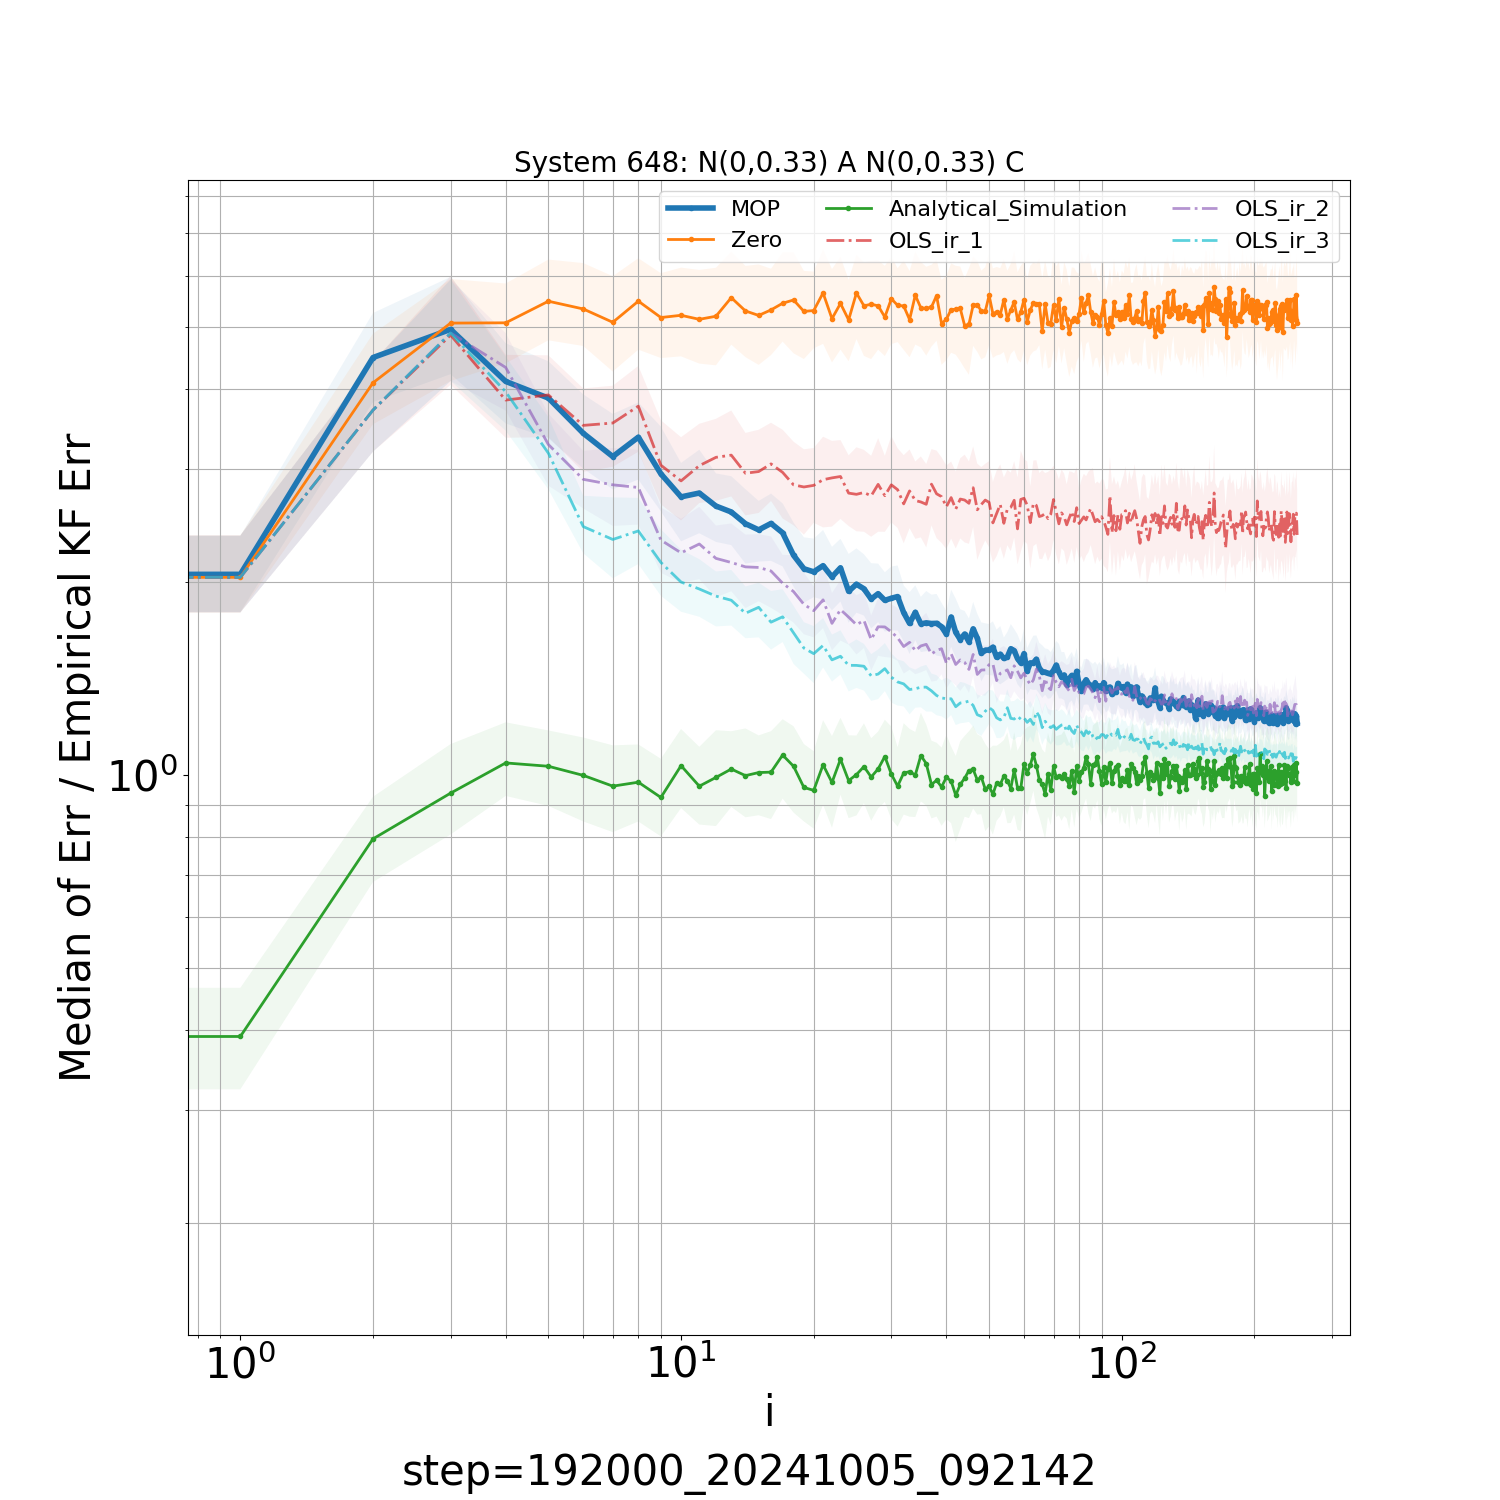 System 648: N(0,0.33) A N(0,0.33) C
MOP
Zero
Analytical_Simulation
OLS_ir_1
OLS_ir_2
OLS_ir_3
Median of Err / Empirical KF Err
10⁰
10⁰
10¹
10²
i
step=192000_20241005_092142